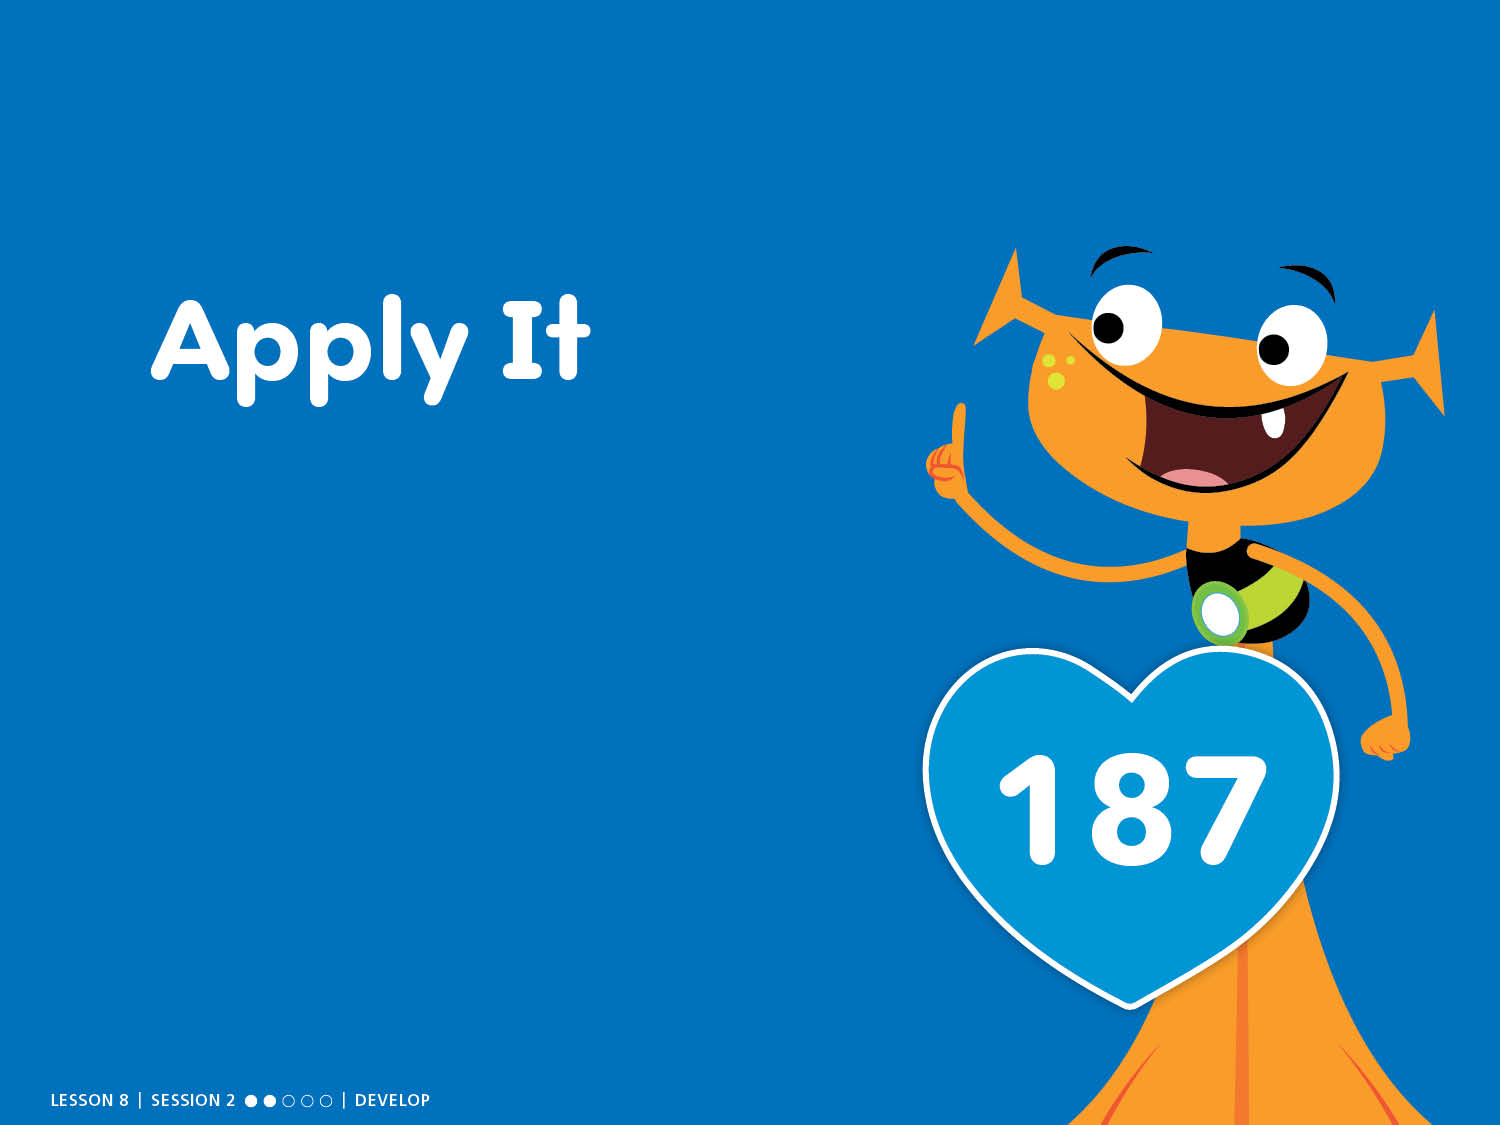 Apply It
187
LESSON 8 | SESSION 2 ●●○○○ | DEVELOP